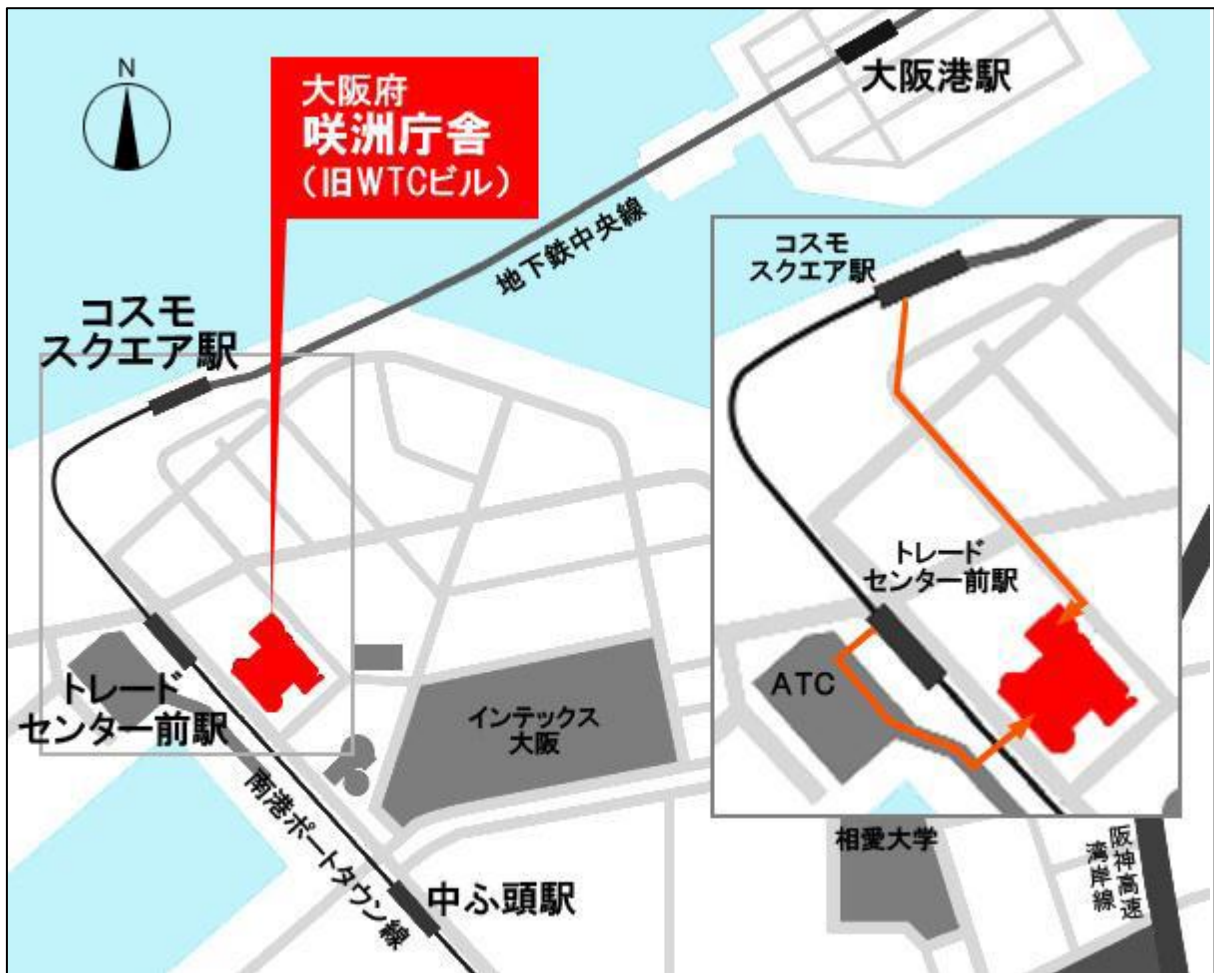 N
大阪府
咲洲庁舎
（旧WTCビル）
大阪港駅
地下鉄中央線
コスモ
スクエア駅
コスモ
スクエア駅
トレード
センター前駅
ATC
トレード
センター前駅
インテックス
大阪
南港ポートタウン線
中ふ頭駅
相愛大学
阪神高速
湾岸線